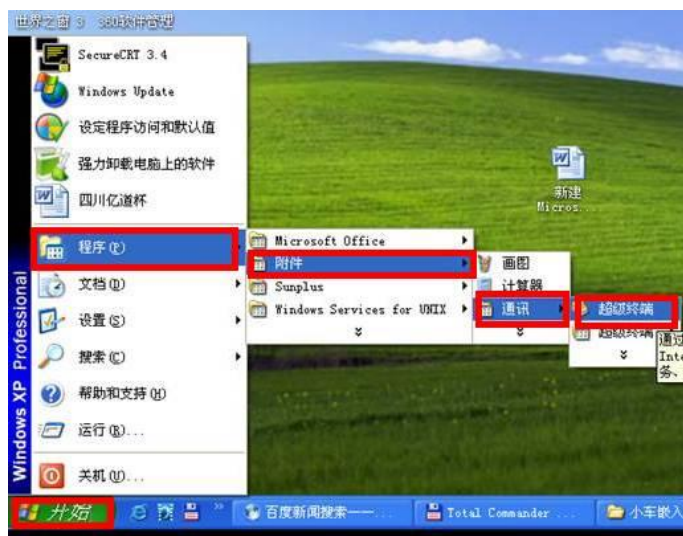 世界之窗 3 360软件管理
SecureCRT 3.4
Windows Update
设定程序访问和默认值
强力卸载电脑上的软件
四川亿道杯
程序(P)
文档(D)
设置(S)
搜索(C)
帮助和支持(H)
运行(R)...
关机(U)...
Windows XP Professional
Microsoft Office
附件
Sunplus
Windows Services for UNIX
画图
计算器
通讯
超级终端
超级终端
通过
Inte
务、
新建
Micros...
开始
百度新闻搜索——...
Total Commander ...
小车嵌入